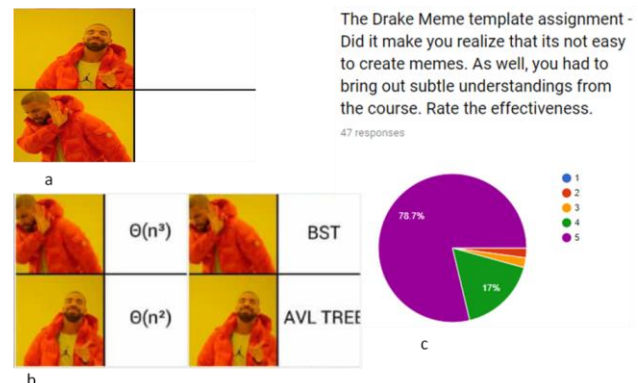 The Drake Meme template assignment -
Did it make you realize that its not easy
to create memes. As well, you had to
bring out subtle understandings from
the course. Rate the effectiveness.
47 responses
a
Θ(n³)
BST
Θ(n²)
AVL TREE
b
78.7%
17%
1
2
3
4
5
c